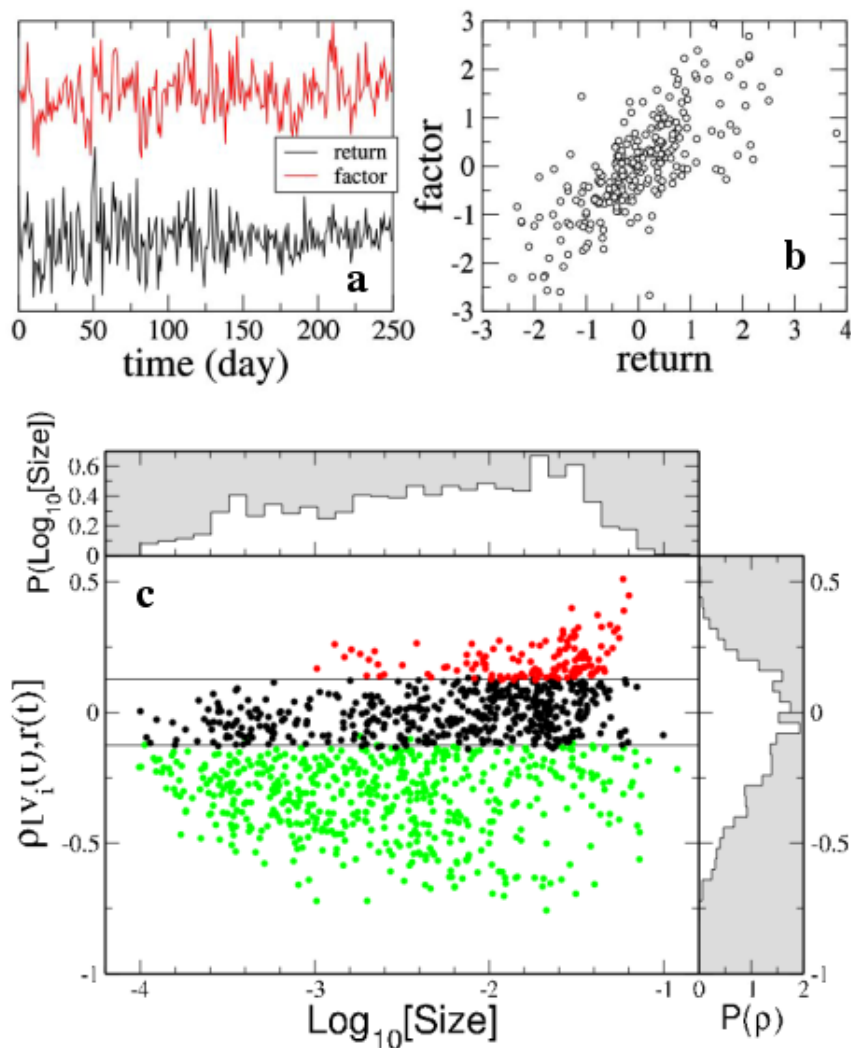 return
factor
a
0 50 100 150 200 250
time (day)
3
2
1
0
-1
-2
-3
factor
b
-3 -2 -1 0 1 2 3 4
return
P(Log10[Size])
0.6
0.4
0.2
0
c
0.5
0
-0.5
-1
ρ[vi(t),r(t)]
-4 -3 -2 -1
Log10[Size]
0.5
0
-0.5
-1
0 1 2
P(ρ)